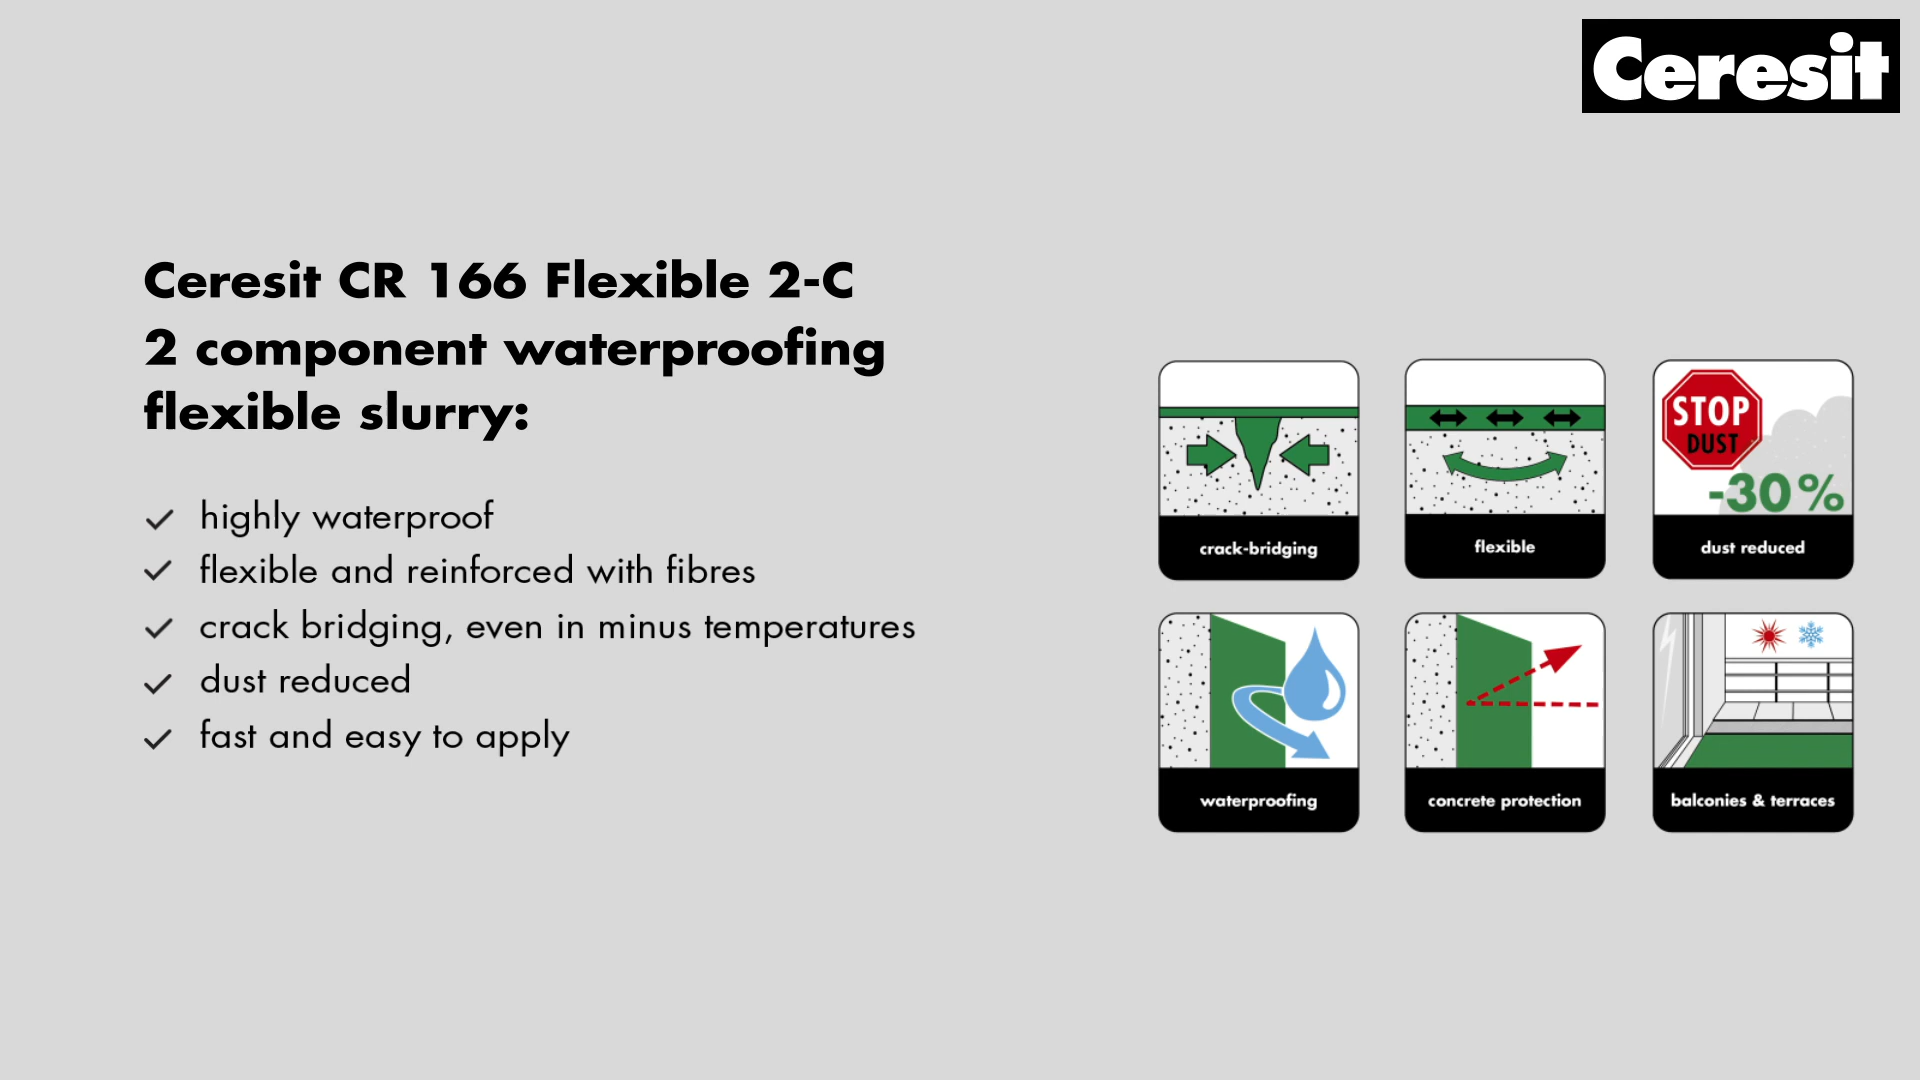 Ceresit
Ceresit CR 166 Flexible 2-C
2 component waterproofing
flexible slurry:
highly waterproof
flexible and reinforced with fibres
crack bridging, even in minus temperatures
dust reduced
fast and easy to apply
crack-bridging
flexible
STOP
DUST
-30%
dust reduced
waterproofing
concrete protection
balconies & terraces